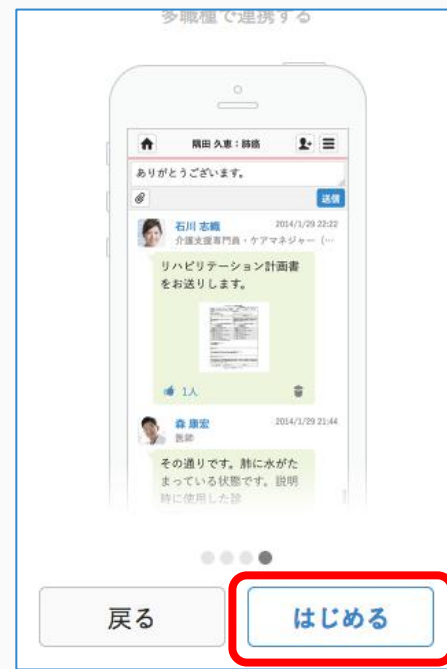 多職種で連携する
隅田 久恵：肺癌
ありがとうございます。
送信
石川 志織
2014/1/29 22:22
介護支援専門員・ケアマネジャー（…
リハビリテーション計画書
をお送りします。
1人
森 康宏
2014/1/29 21:44
医師
その通りです。肺に水がた
まっている状態です。説明
時に使用した診
戻る
はじめる